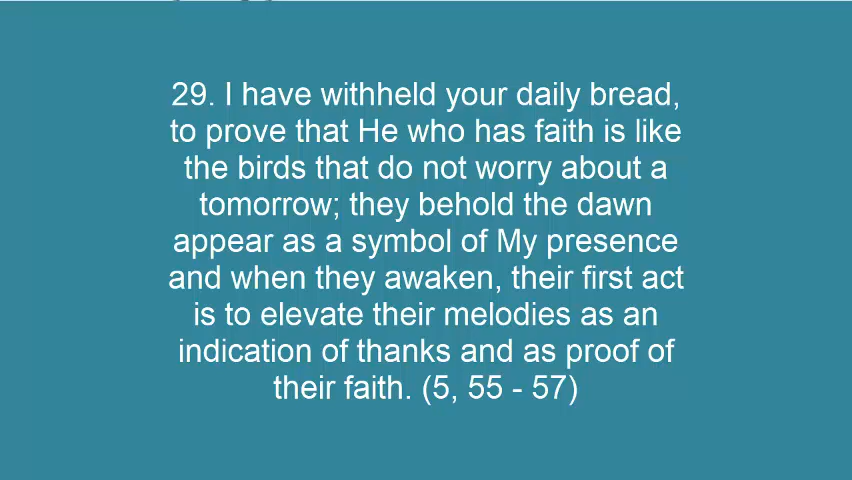 29. I have withheld your daily bread,
to prove that He who has faith is like
the birds that do not worry about a
tomorrow; they behold the dawn
appear as a symbol of My presence
and when they awaken, their first act
is to elevate their melodies as an
indication of thanks and as proof of
their faith. (5, 55 - 57)